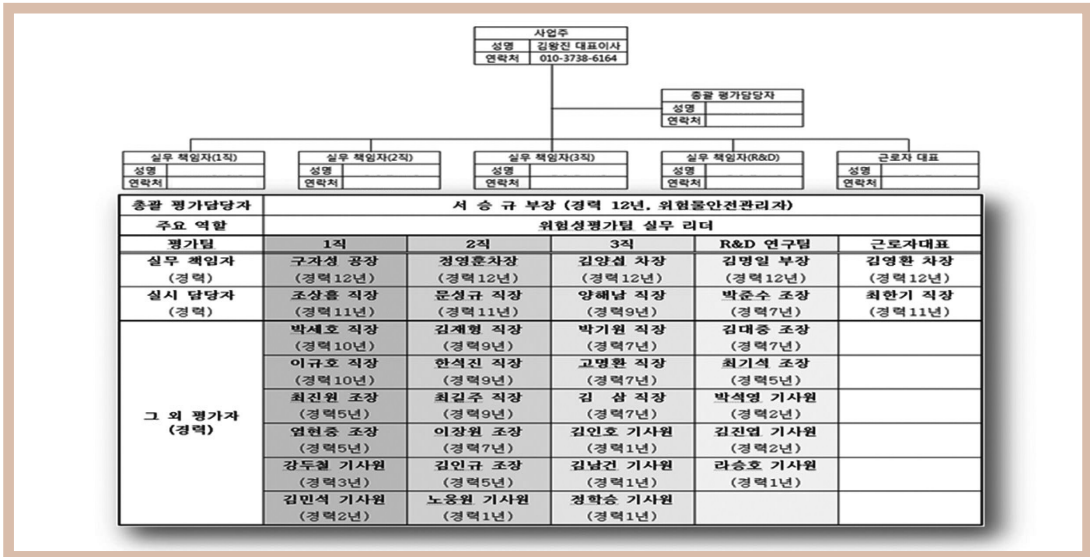 사업주
성명 김왕진 대표이사
연락처 010-3738-6164
총괄 평가담당자
성명
연락처
실무 책임자(1직) 실무 책임자(2직) 실무 책임자(3직) 실무 책임자(R&D) 근로자 대표
성명 성명 성명 성명 성명
연락처 연락처 연락처 연락처 연락처
총괄 평가담당자 서 승 규 부장 (경력 12년, 위험물안전관리자)
주요 역할 위험성평가팀 실무 리더
평가팀 1직 2직 3직 R&D 연구팀 근로자대표
실무 책임자 구자성 공장 정영훈차장 김양섭 차장 김명일 부장 김영환 차장
(경력) (경력12년) (경력12년) (경력12년) (경력12년) (경력12년)
실시 담당자 조상흘 직장 문성규 직장 양해남 직장 박준수 조장 최한기 직장
(경력) (경력11년) (경력11년) (경력9년) (경력7년) (경력11년)
박세호 직장 김재형 직장 박기원 직장 김대중 조장
(경력10년) (경력9년) (경력7년) (경력7년)
이규호 직장 한석진 직장 고명환 직장 최기석 조장
(경력10년) (경력9년) (경력7년) (경력5년)
최진원 조장 최길주 직장 김 삼 직장 박석영 기사원
그 외 평가자 (경력5년) (경력9년) (경력7년) (경력2년)
(경력) 염현중 조장 이장원 조장 김인호 기사원 김진엽 기사원
(경력5년) (경력7년) (경력1년) (경력2년)
강두철 기사원 김인규 조장 김남건 기사원 라승호 기사원
(경력3년) (경력5년) (경력1년) (경력1년)
김민석 기사원 노웅원 기사원 정학승 기사원
(경력2년) (경력1년) (경력1년)